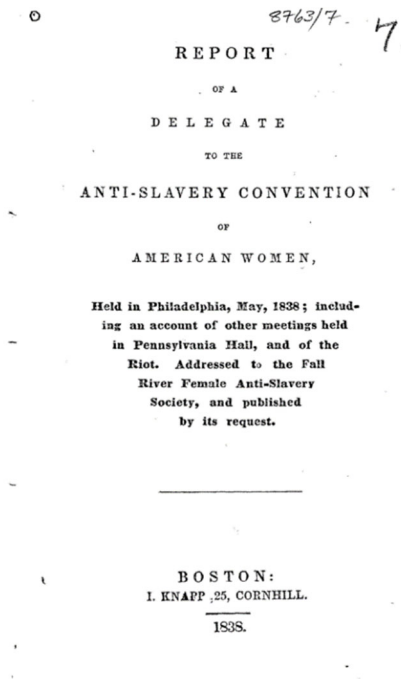 8763/7. 7
REPORT
OF A
DELEGATE
TO THE
ANTI-SLAVERY CONVENTION
OF
AMERICAN WOMEN,
Held in Philadelphia, May, 1838; includ-
ing an account of other meetings held
in Pennsylvania Hall, and of the
Riot. Addressed to the Fall
River Female Anti-Slavery
Society, and published
by its request.
BOSTON:
I. KNAPP, 25, CORNHILL.
1838.